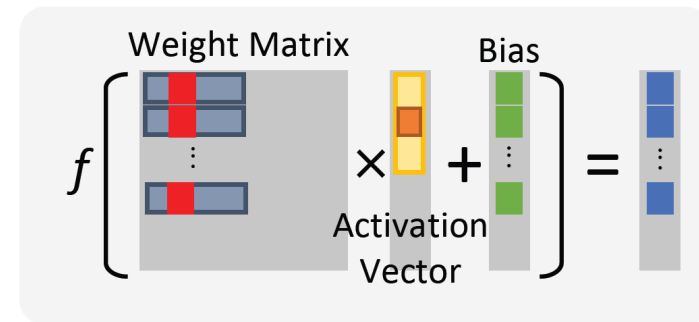 Weight Matrix
Bias
f ( × + ) =
⋮ ⋮ ⋮
Activation
Vector